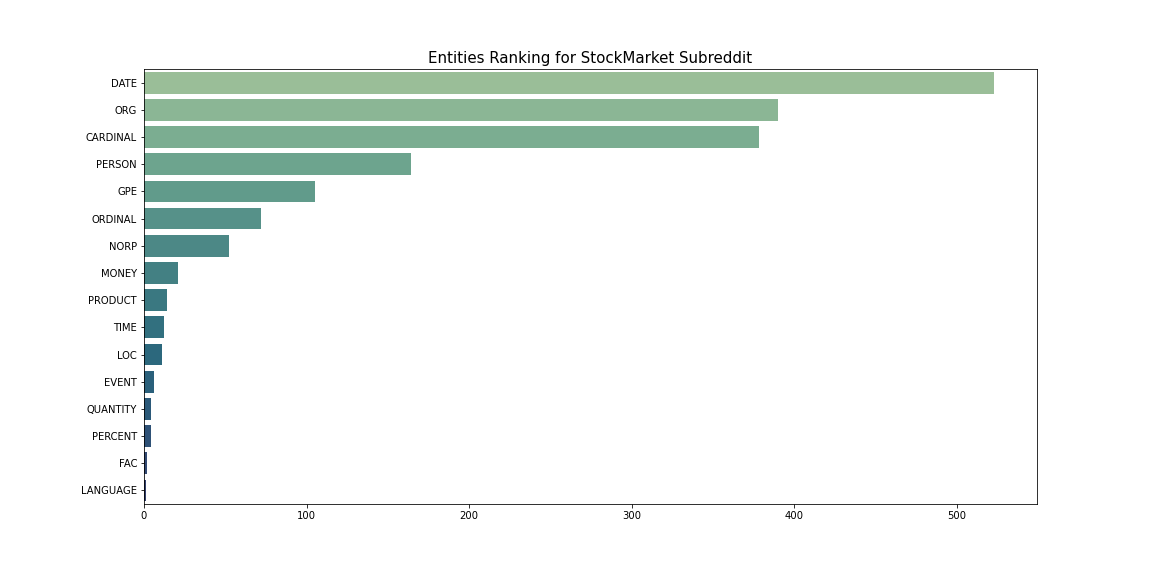 Entities Ranking for StockMarket Subreddit
DATE
ORG
CARDINAL
PERSON
GPE
ORDINAL
NORP
MONEY
PRODUCT
TIME
LOC
EVENT
QUANTITY
PERCENT
FAC
LANGUAGE
0 100 200 300 400 500